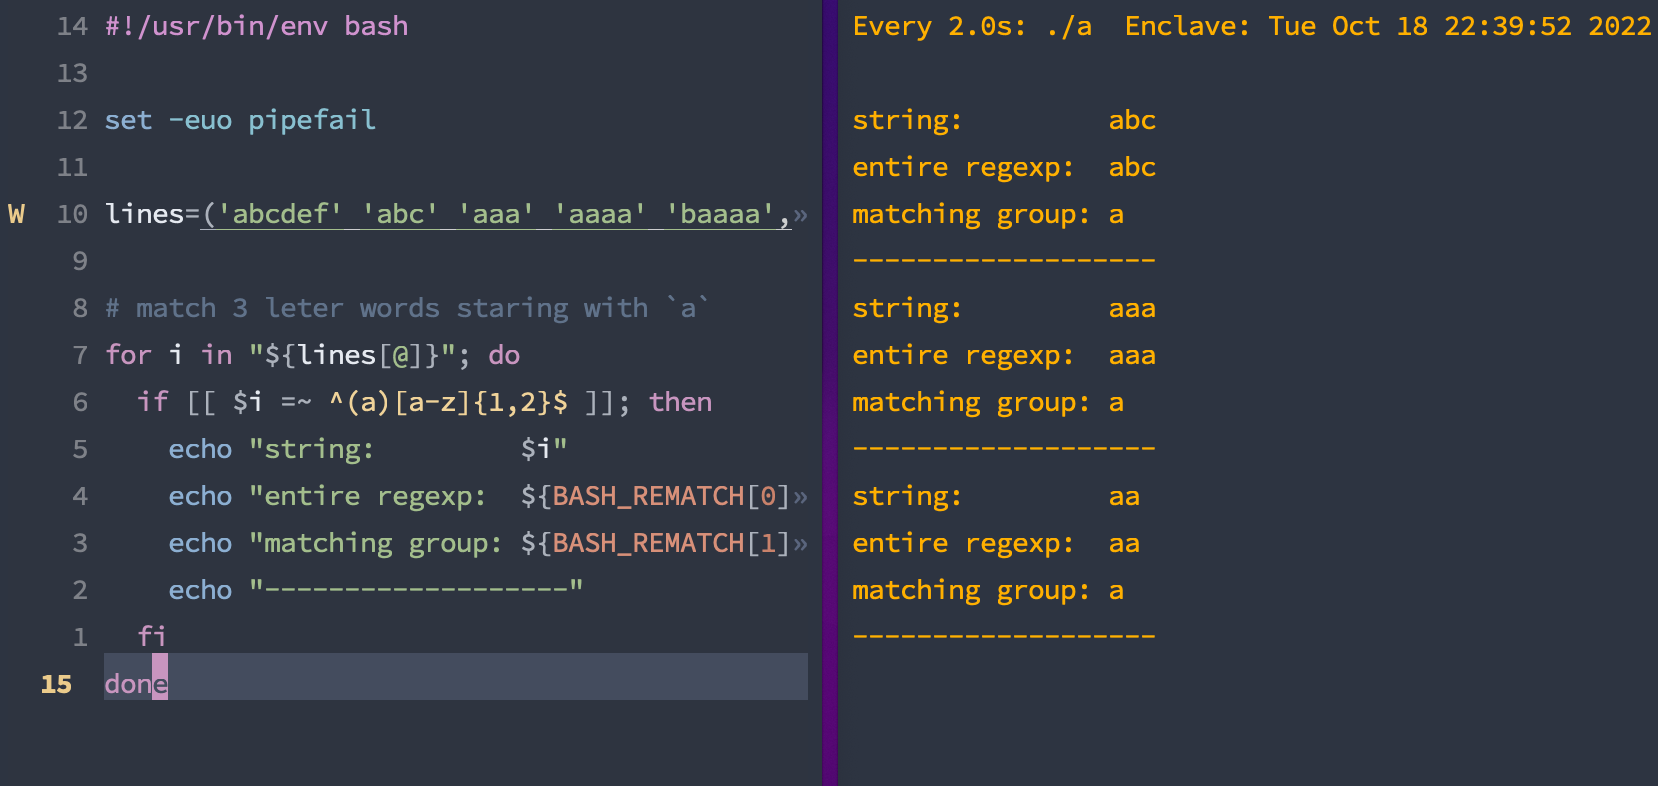 14 #!/usr/bin/env bash
13
12 set -euo pipefail
11
W 10 lines=('abcdef' 'abc' 'aaa' 'aaaa' 'baaaa',»
9
8 # match 3 leter words staring with `a`
7 for i in "${lines[@]}"; do
6   if [[ $i =~ ^(a)[a-z]{1,2}$ ]]; then
5     echo "string:         $i"
4     echo "entire regexp:  ${BASH_REMATCH[0]»
3     echo "matching group: ${BASH_REMATCH[1]»
2     echo "-------------------"
1   fi
15 done
Every 2.0s: ./a  Enclave: Tue Oct 18 22:39:52 2022
string:         abc
entire regexp:  abc
matching group: a
-------------------
string:         aaa
entire regexp:  aaa
matching group: a
-------------------
string:         aa
entire regexp:  aa
matching group: a
-------------------